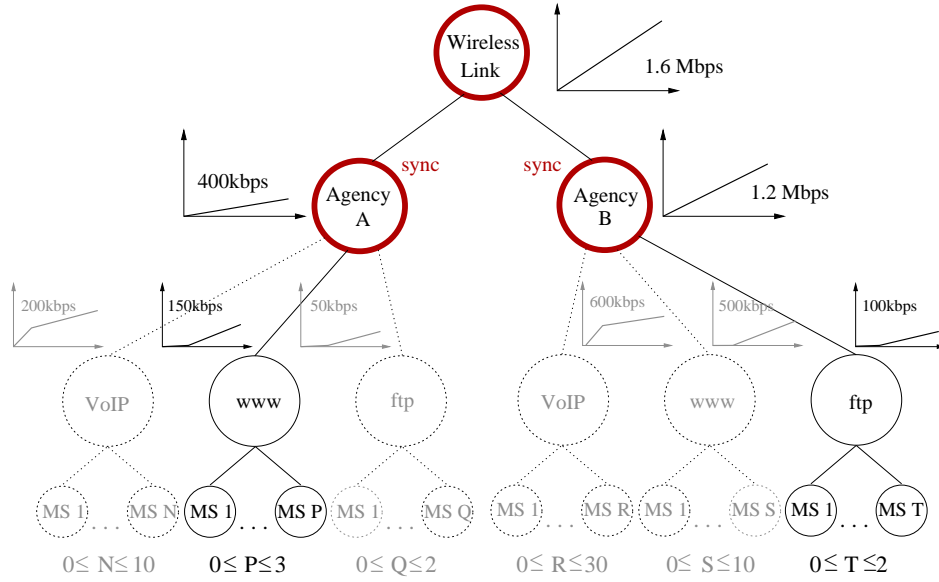 Wireless
Link
1.6 Mbps
sync
sync
400kbps
Agency
A
Agency
B
1.2 Mbps
200kbps
150kbps
50kbps
600kbps
500kbps
100kbps
VoIP
www
ftp
VoIP
www
ftp
MS 1 . . . MS N
MS 1 . . . MS P
MS 1 . . . MS Q
MS 1 . . . MS R
MS 1 . . . MS S
MS 1 . . . MS T
0 ≤ N ≤ 10
0 ≤ P ≤ 3
0 ≤ Q ≤ 2
0 ≤ R ≤ 30
0 ≤ S ≤ 10
0 ≤ T ≤ 2